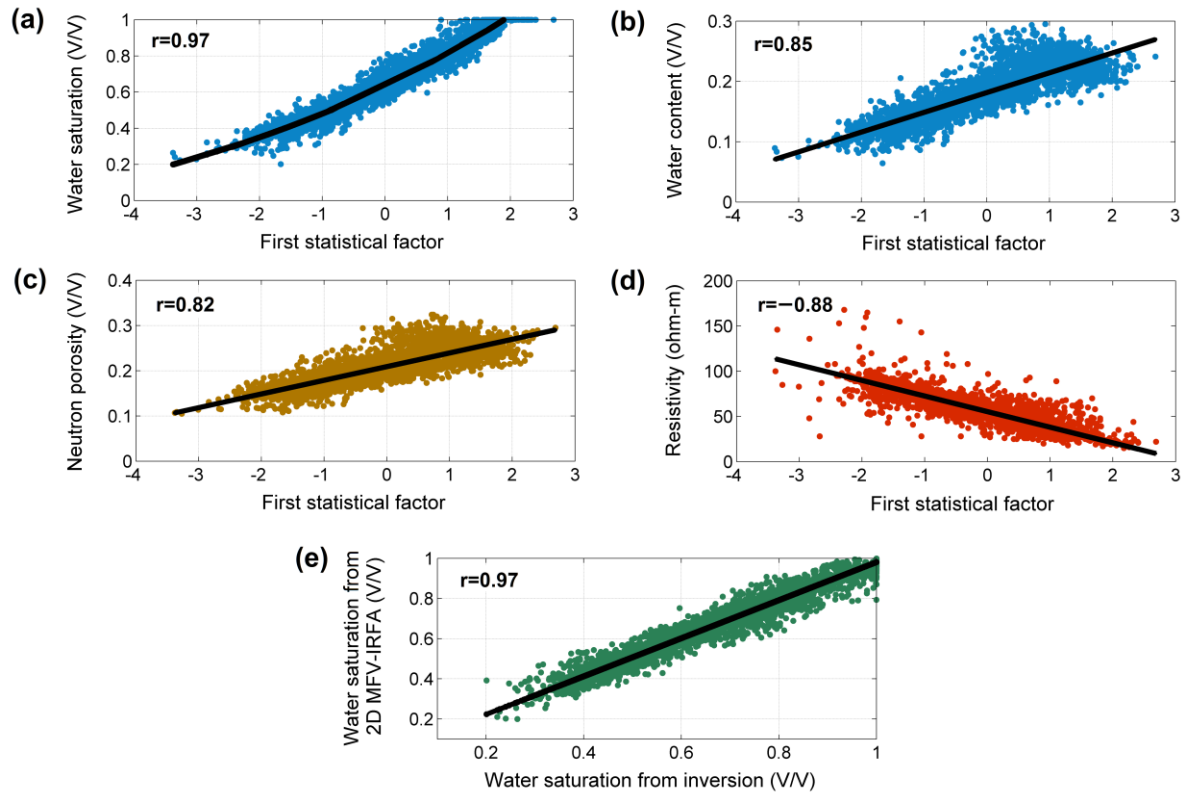 (a)
r=0.97
Water saturation (V/V)
1
0.8
0.6
0.4
0.2
0
-4 -3 -2 -1 0 1 2 3
First statistical factor
(b)
r=0.85
Water content (V/V)
0.3
0.2
0.1
0
-4 -3 -2 -1 0 1 2 3
First statistical factor
(c)
r=0.82
Neutron porosity (V/V)
0.4
0.3
0.2
0.1
0
-4 -3 -2 -1 0 1 2 3
First statistical factor
(d)
r=−0.88
Resistivity (ohm-m)
200
150
100
50
0
-4 -3 -2 -1 0 1 2 3
First statistical factor
(e)
r=0.97
Water saturation from
2D MFV-IRFA (V/V)
1
0.8
0.6
0.4
0.2
0.2 0.4 0.6 0.8 1
Water saturation from inversion (V/V)